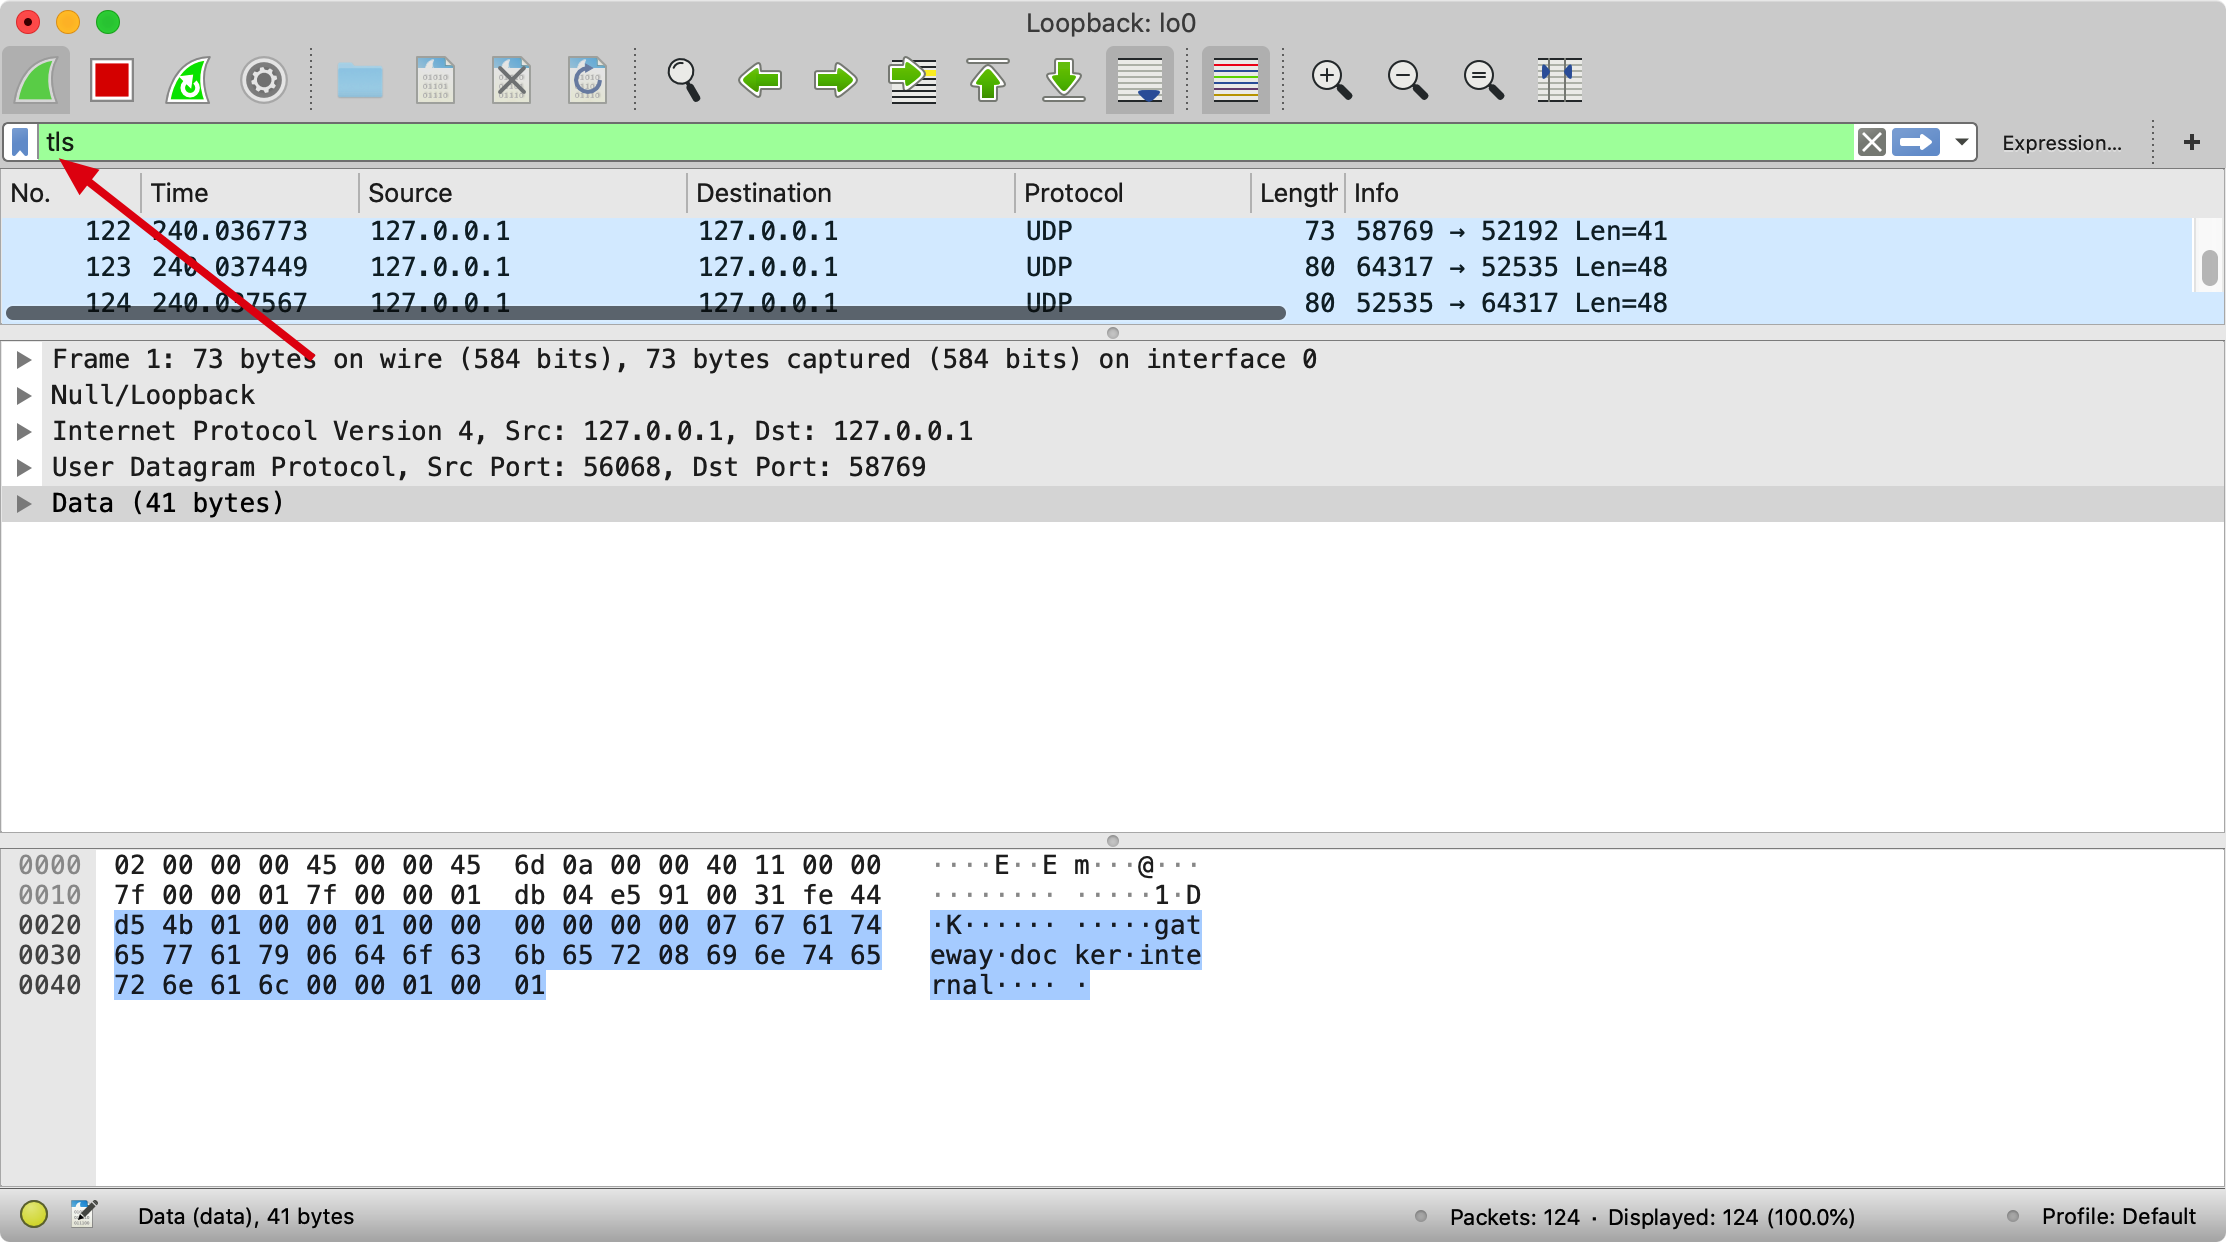 Loopback: lo0
tls
Expression... +
No. Time Source Destination Protocol Length Info
122 240.036773 127.0.0.1 127.0.0.1 UDP 73 58769 → 52192 Len=41
123 240.037449 127.0.0.1 127.0.0.1 UDP 80 64317 → 52535 Len=48
124 240.037567 127.0.0.1 127.0.0.1 UDP 80 52535 → 64317 Len=48
Frame 1: 73 bytes on wire (584 bits), 73 bytes captured (584 bits) on interface 0
Null/Loopback
Internet Protocol Version 4, Src: 127.0.0.1, Dst: 127.0.0.1
User Datagram Protocol, Src Port: 56068, Dst Port: 58769
Data (41 bytes)
0000 02 00 00 00 45 00 00 45 6d 0a 00 00 40 11 00 00 ····E··E m···@···
0010 7f 00 00 01 7f 00 00 01 db 04 e5 91 00 31 fe 44 ········ ·····1·D
0020 d5 4b 01 00 00 01 00 00 00 00 00 00 07 67 61 74 ·K······ ·····gat
0030 65 77 61 79 06 64 6f 63 6b 65 72 08 69 6e 74 65 eway·doc ker·inte
0040 72 6e 61 6c 00 00 01 00 01 rnal···· ·
Data (data), 41 bytes
Packets: 124 · Displayed: 124 (100.0%)
Profile: Default